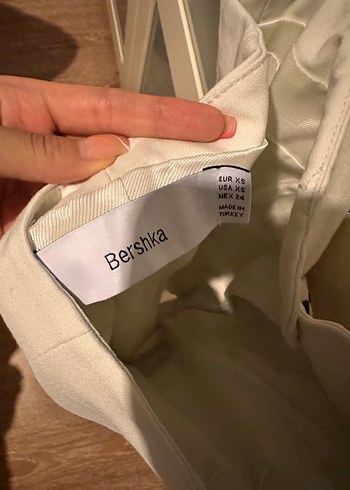 Bershka
EUR XS
USA XS
MEX 24
MADE IN
TURKEY